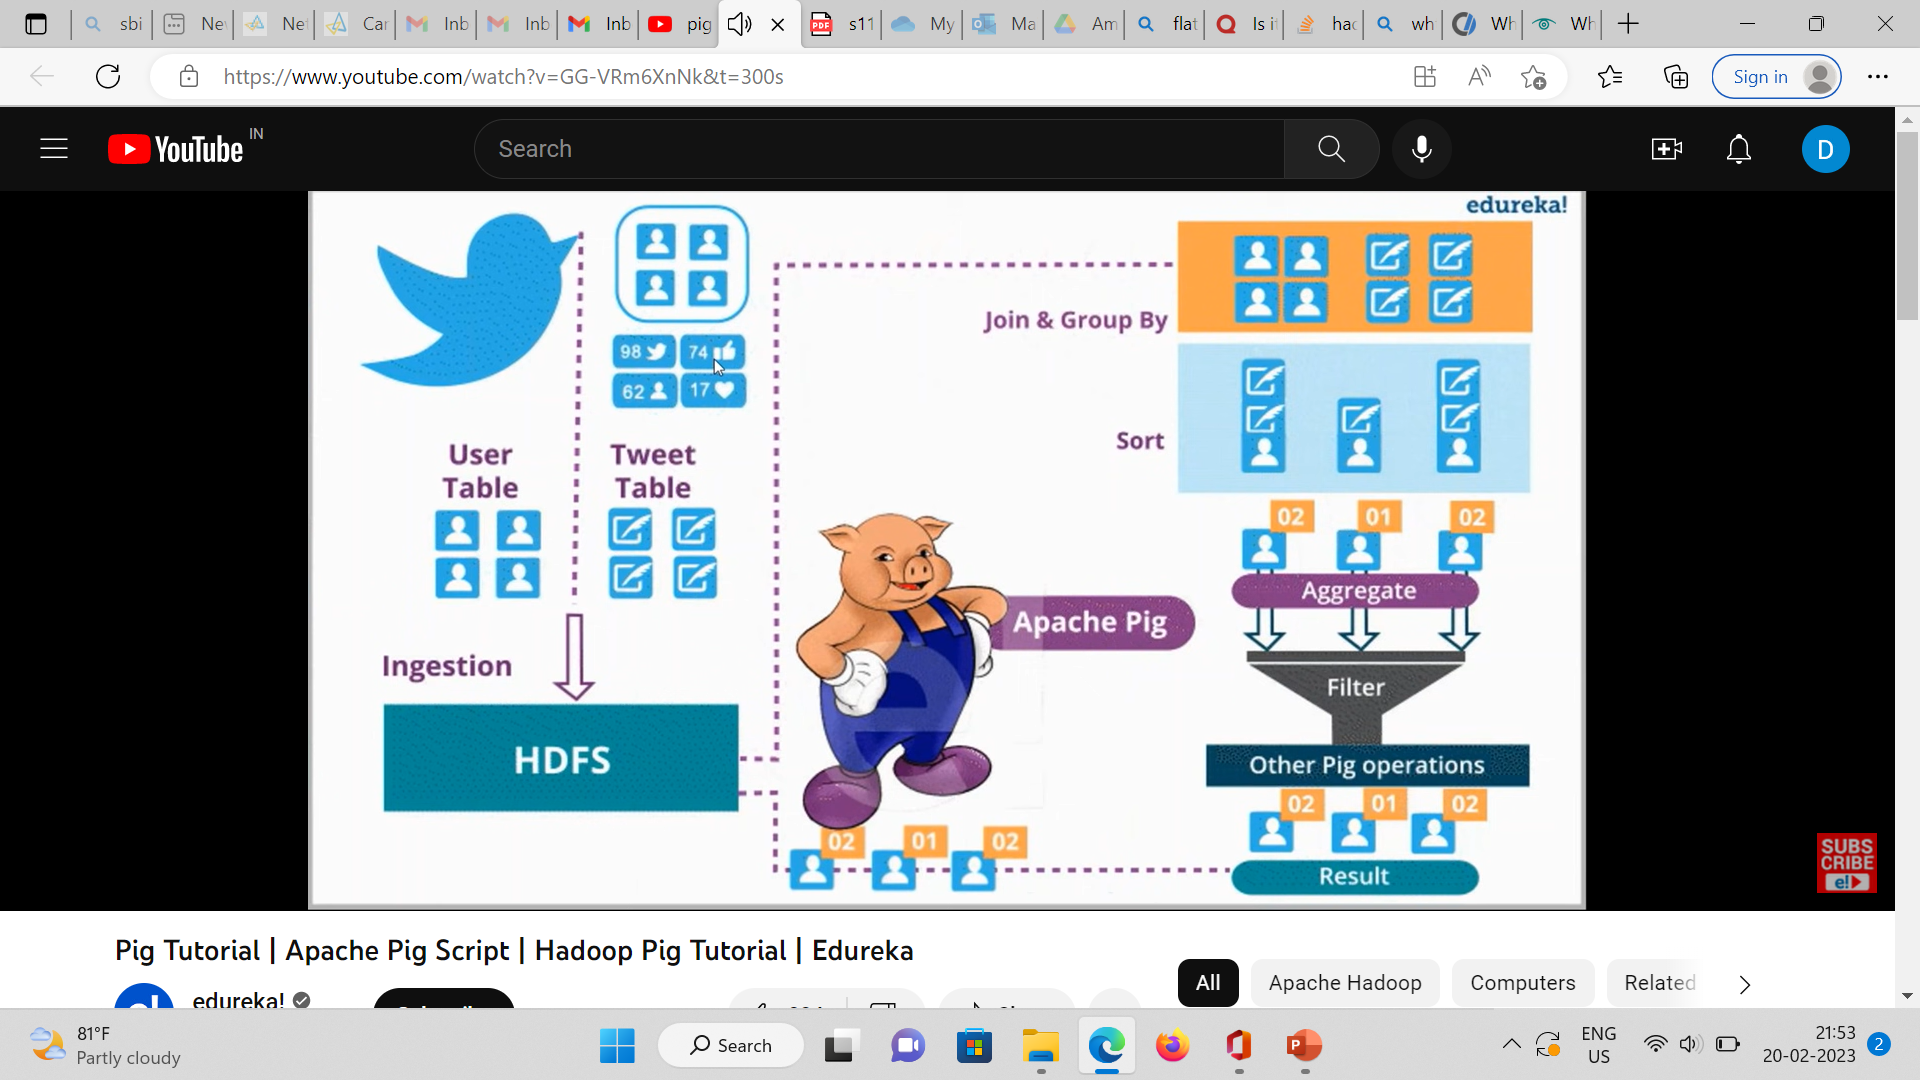 sbi
Ne
Ne
Car
Inb
Inb
Inb
pig
s11
My
Ma
Am
flat
Is i
hac
wh
Wh
Wh
https://www.youtube.com/watch?v=GG-VRm6XnNk&t=300s
Sign in
YouTube IN
Search
D
edureka!
98
74
62
17
Join & Group By
Sort
User
Table
Tweet
Table
02 01 02
Aggregate
Apache Pig
Ingestion
Filter
HDFS
Other Pig operations
02 01 02
02 01 02
Result
SUBS
CRIBE
e!
Pig Tutorial | Apache Pig Script | Hadoop Pig Tutorial | Edureka
All
Apache Hadoop
Computers
Related
edureka!
81°F
Partly cloudy
Search
ENG
US
21:53
20-02-2023
2